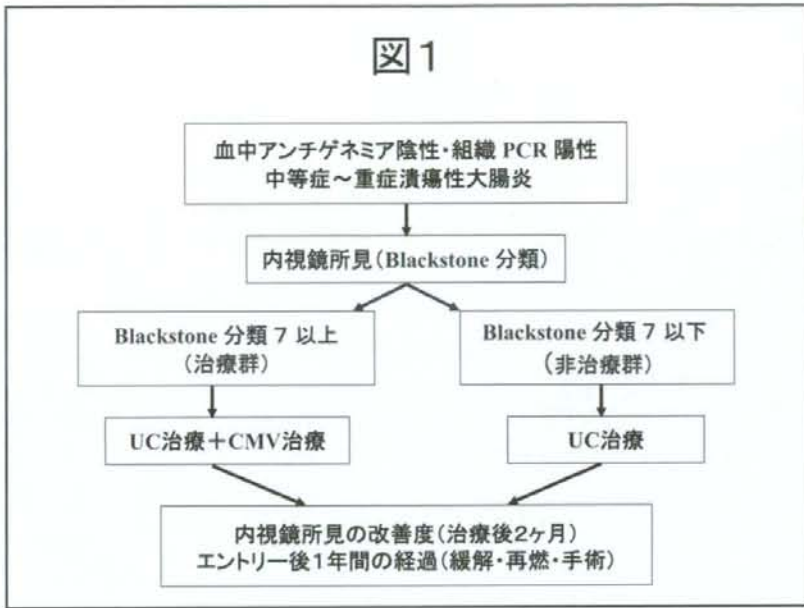 図1
血中アンチゲネミア陰性・組織 PCR 陽性
中等症～重症潰瘍性大腸炎
内視鏡所見(Blackstone 分類)
Blackstone 分類 7 以上
(治療群)
Blackstone 分類 7 以下
(非治療群)
UC治療+CMV治療
UC治療
内視鏡所見の改善度(治療後2ヶ月)
エントリー後1年間の経過(緩解・再燃・手術)